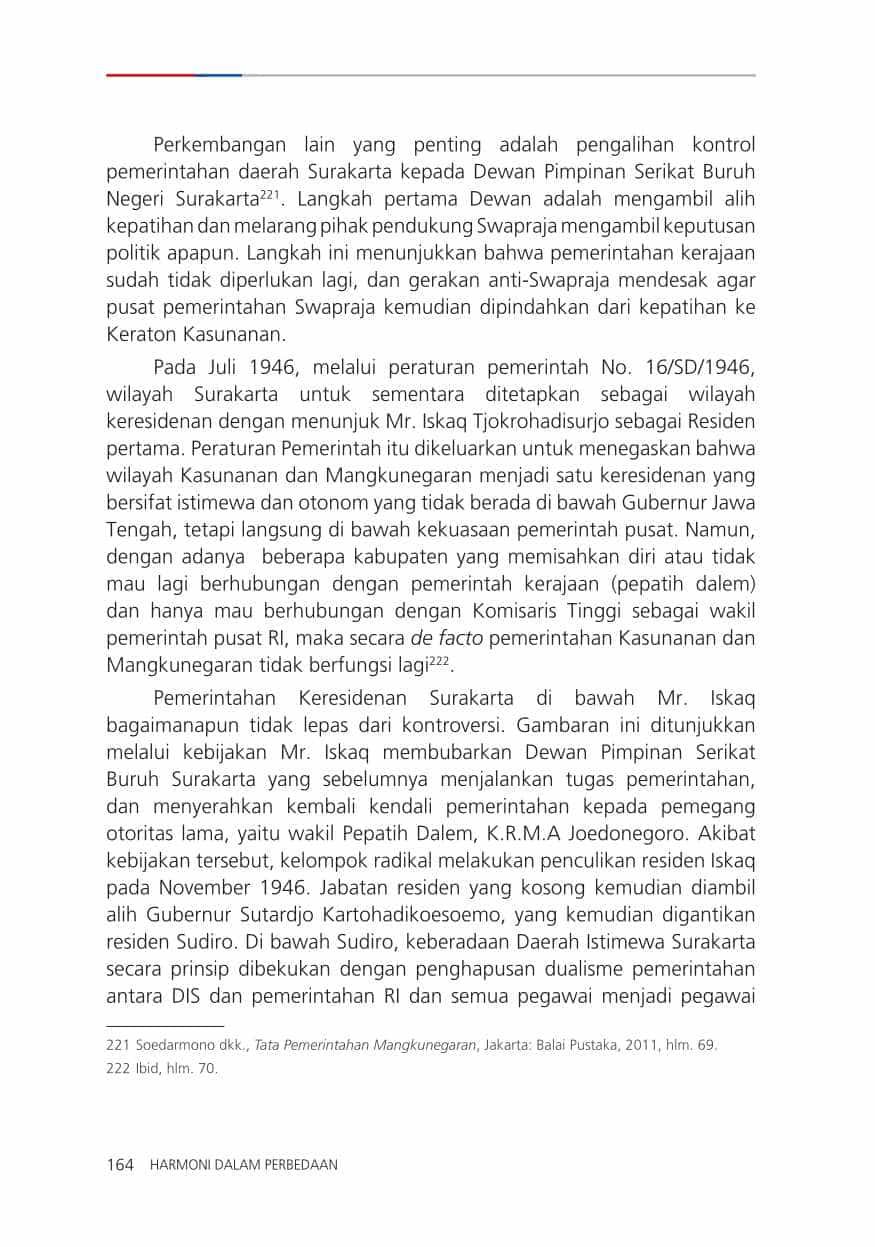 Perkembangan lain yang penting adalah pengalihan kontrol
pemerintahan daerah Surakarta kepada Dewan Pimpinan Serikat Buruh
Negeri Surakarta²²¹. Langkah pertama Dewan adalah mengambil alih
kepatihan dan melarang pihak pendukung Swapraja mengambil keputusan
politik apapun. Langkah ini menunjukkan bahwa pemerintahan kerajaan
sudah tidak diperlukan lagi, dan gerakan anti-Swapraja mendesak agar
pusat pemerintahan Swapraja kemudian dipindahkan dari kepatihan ke
Keraton Kasunanan.
Pada Juli 1946, melalui peraturan pemerintah No. 16/SD/1946,
wilayah Surakarta untuk sementara ditetapkan sebagai wilayah
keresidenan dengan menunjuk Mr. Iskaq Tjokrohadisurjo sebagai Residen
pertama. Peraturan Pemerintah itu dikeluarkan untuk menegaskan bahwa
wilayah Kasunanan dan Mangkunegaran menjadi satu keresidenan yang
bersifat istimewa dan otonom yang tidak berada di bawah Gubernur Jawa
Tengah, tetapi langsung di bawah kekuasaan pemerintah pusat. Namun,
dengan adanya beberapa kabupaten yang memisahkan diri atau tidak
mau lagi berhubungan dengan pemerintah kerajaan (pepatih dalem)
dan hanya mau berhubungan dengan Komisaris Tinggi sebagai wakil
pemerintah pusat RI, maka secara de facto pemerintahan Kasunanan dan
Mangkunegaran tidak berfungsi lagi²²².
Pemerintahan Keresidenan Surakarta di bawah Mr. Iskaq
bagaimanapun tidak lepas dari kontroversi. Gambaran ini ditunjukkan
melalui kebijakan Mr. Iskaq membubarkan Dewan Pimpinan Serikat
Buruh Surakarta yang sebelumnya menjalankan tugas pemerintahan,
dan menyerahkan kembali kendali pemerintahan kepada pemegang
otoritas lama, yaitu wakil Pepatih Dalem, K.R.M.A Joedonegoro. Akibat
kebijakan tersebut, kelompok radikal melakukan penculikan residen Iskaq
pada November 1946. Jabatan residen yang kosong kemudian diambil
alih Gubernur Sutardjo Kartohadikoesoemo, yang kemudian digantikan
residen Sudiro. Di bawah Sudiro, keberadaan Daerah Istimewa Surakarta
secara prinsip dibekukan dengan penghapusan dualisme pemerintahan
antara DIS dan pemerintahan RI dan semua pegawai menjadi pegawai
221 Soedarmono dkk., Tata Pemerintahan Mangkunegaran, Jakarta: Balai Pustaka, 2011, hlm. 69.
222 Ibid, hlm. 70.
164 HARMONI DALAM PERBEDAAN